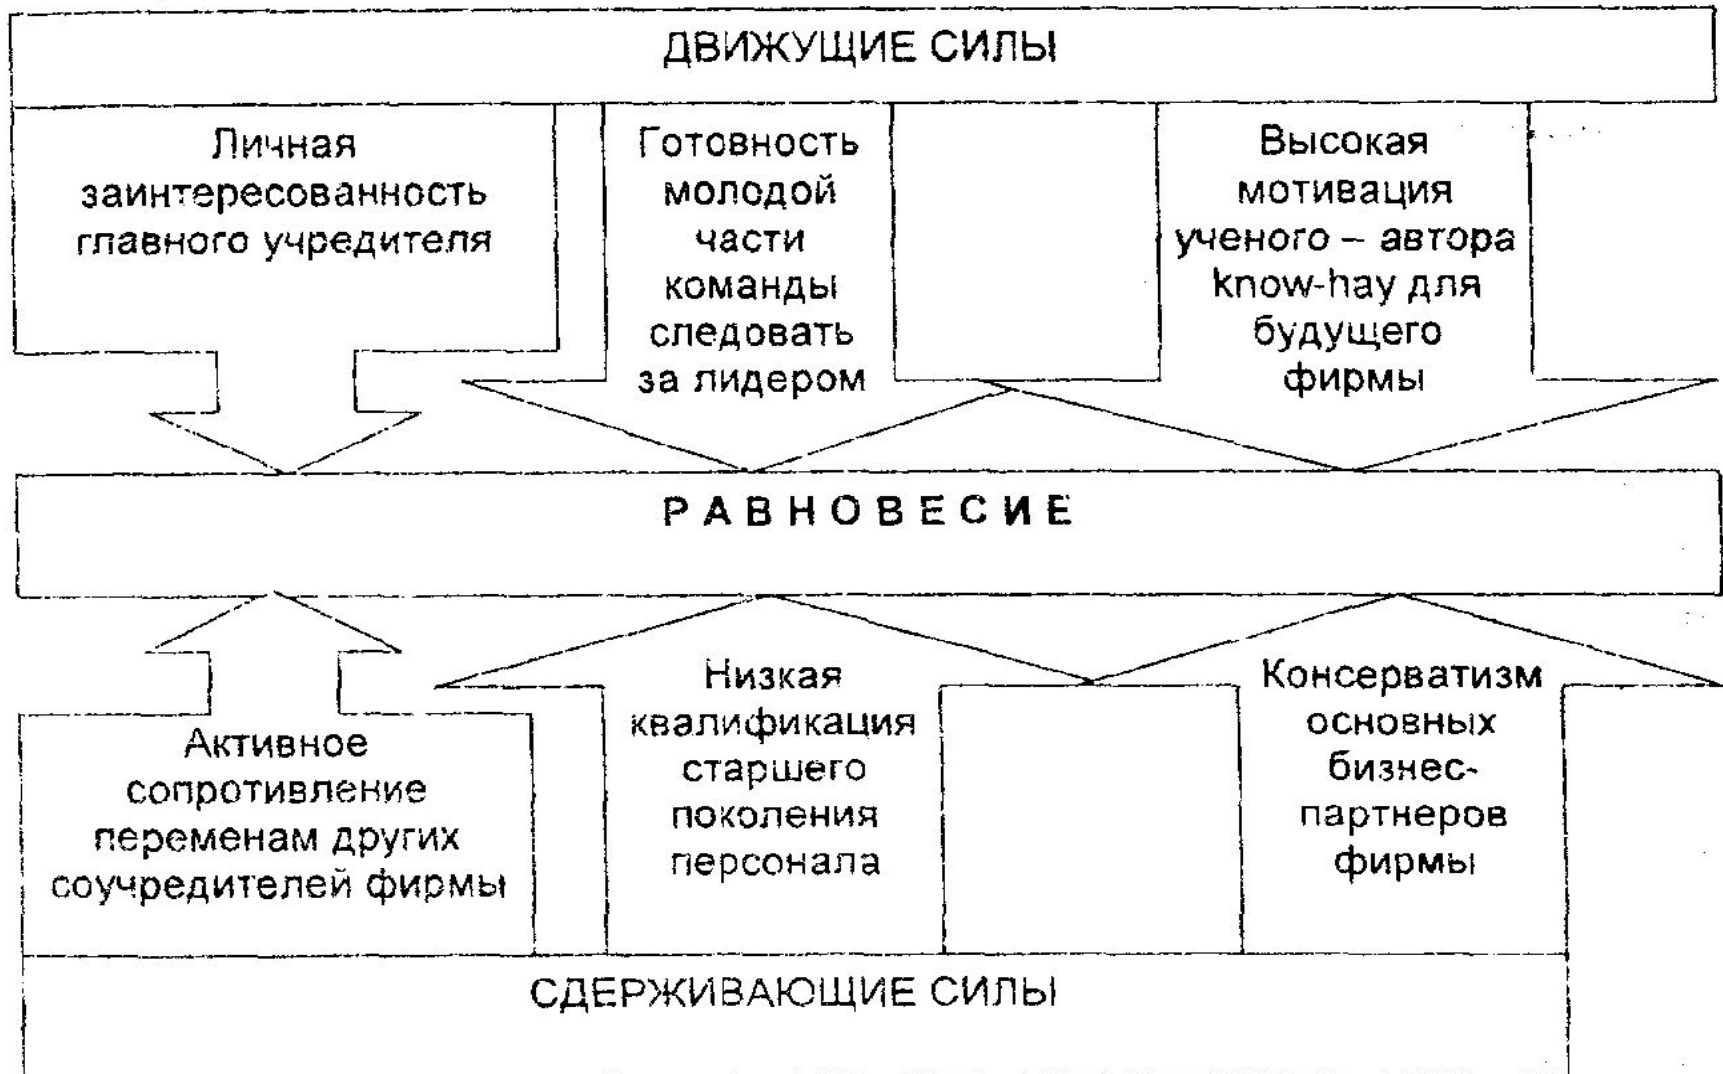 ДВИЖУЩИЕ СИЛЫ
Личная
заинтересованность
главного учредителя
Готовность
молодой
части
команды
следовать
за лидером
Высокая
мотивация
ученого – автора
know-hay для
будущего
фирмы
РАВНОВЕСИЕ
Активное
сопротивление
переменам других
соучредителей фирмы
Низкая
квалификация
старшего
поколения
персонала
Консерватизм
основных
бизнес-
партнеров
фирмы
СДЕРЖИВАЮЩИЕ СИЛЫ